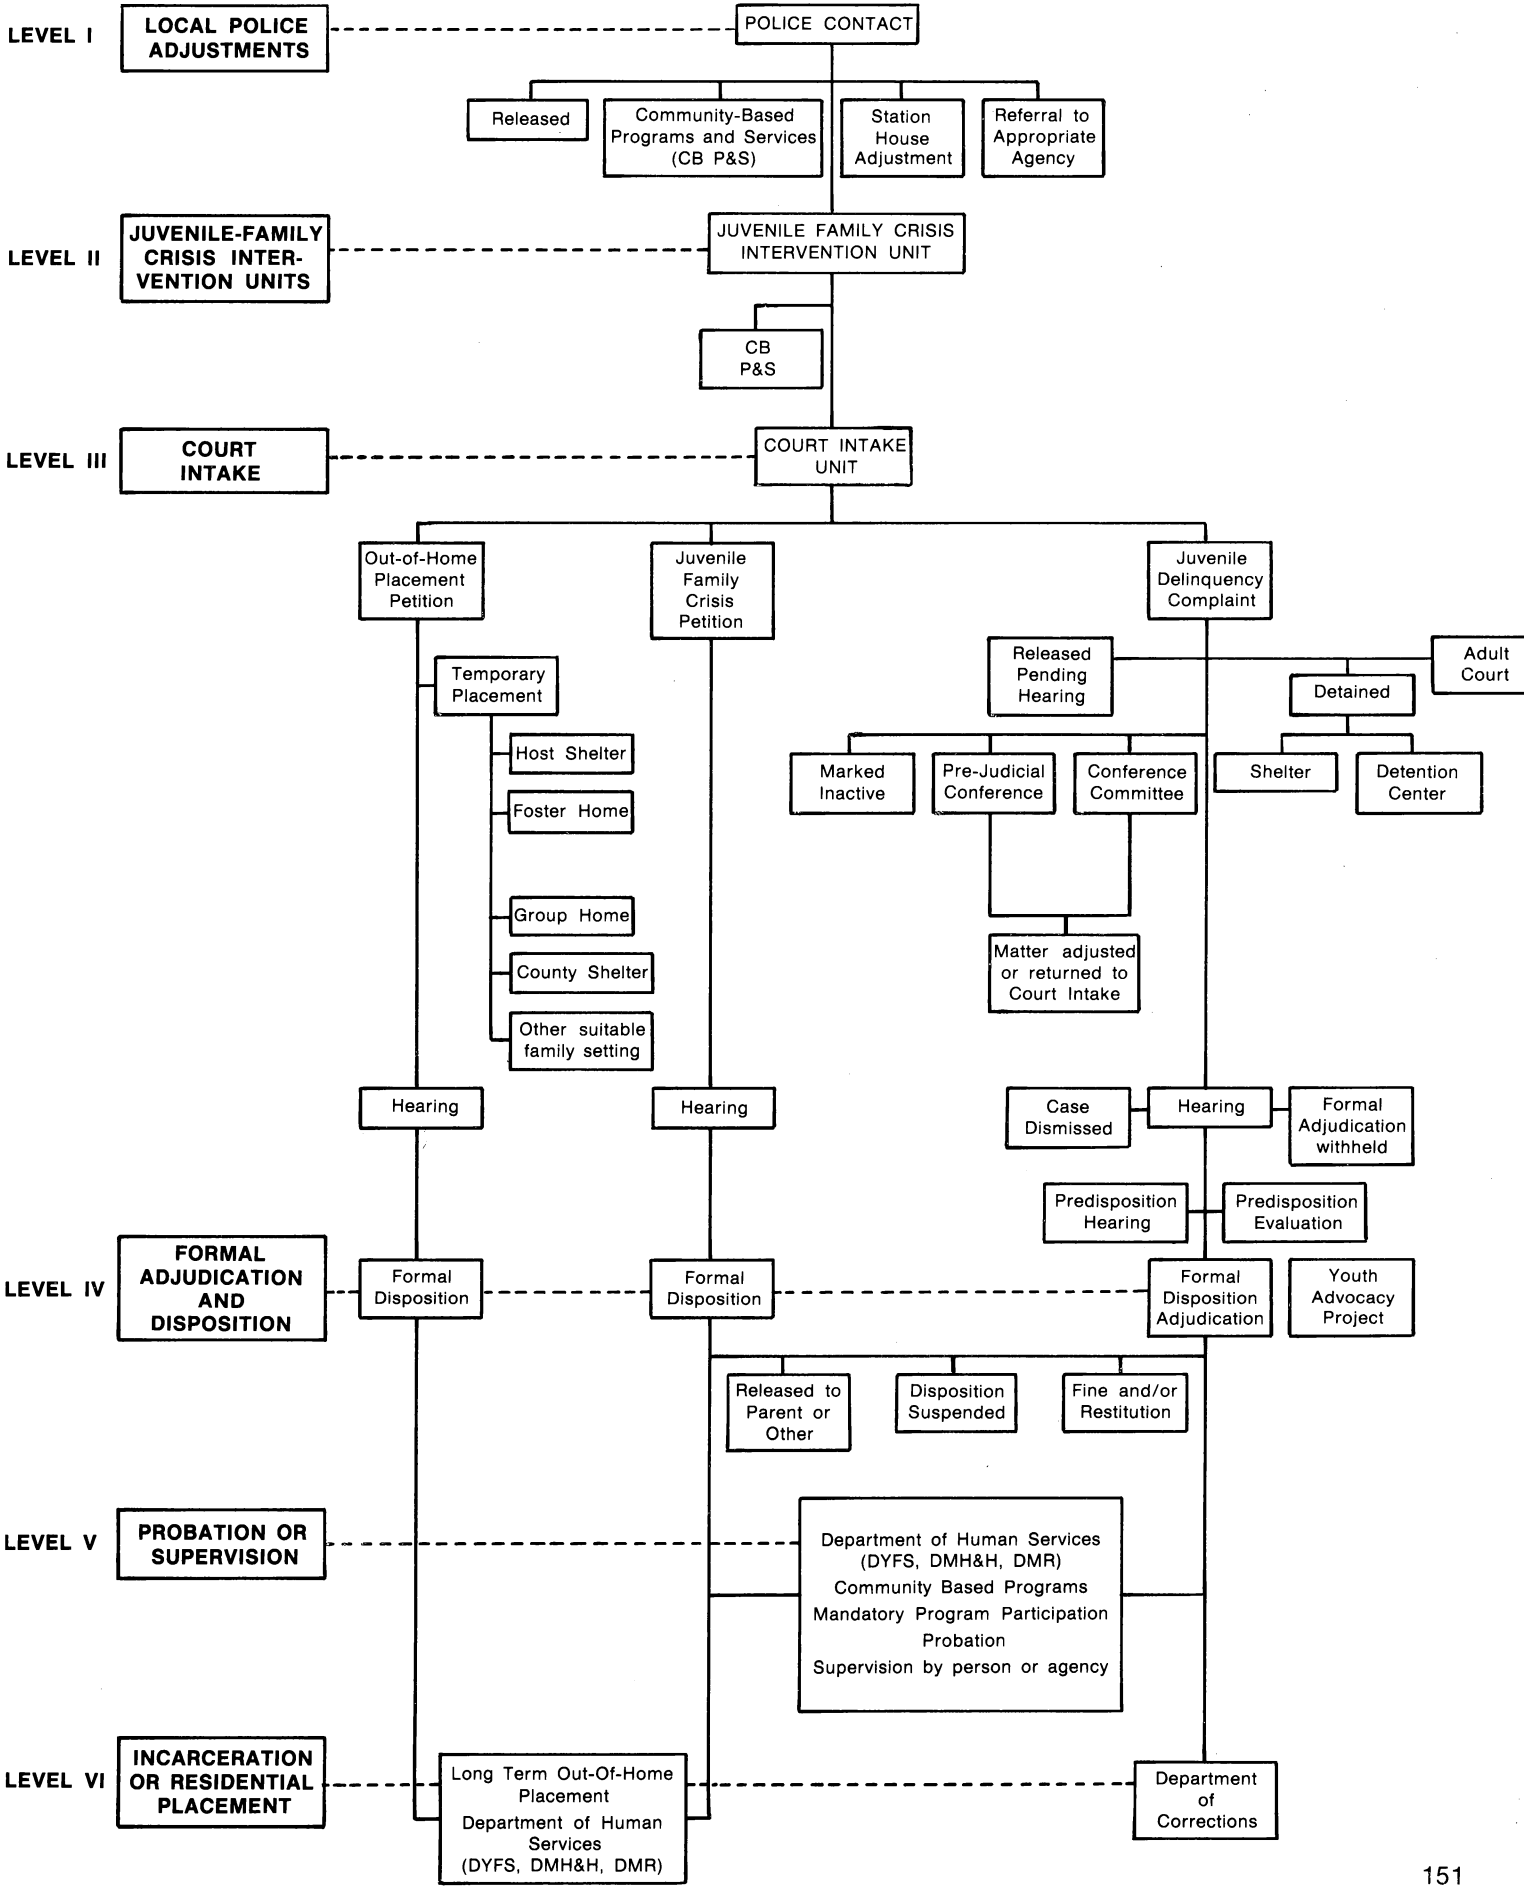 LEVEL I
LOCAL POLICE
ADJUSTMENTS
POLICE CONTACT
Released
Community-Based
Programs and Services
(CB P&S)
Station
House
Adjustment
Referral to
Appropriate
Agency
LEVEL II
JUVENILE-FAMILY
CRISIS INTER-
VENTION UNITS
JUVENILE FAMILY CRISIS
INTERVENTION UNIT
CB
P&S
LEVEL III
COURT
INTAKE
COURT INTAKE
UNIT
Out-of-Home
Placement
Petition
Juvenile
Family
Crisis
Petition
Juvenile
Delinquency
Complaint
Temporary
Placement
Host Shelter
Foster Home
Group Home
County Shelter
Other suitable
family setting
Released
Pending
Hearing
Detained
Adult
Court
Marked
Inactive
Pre-Judicial
Conference
Conference
Committee
Shelter
Detention
Center
Matter adjusted
or returned to
Court Intake
Hearing
Hearing
Case
Dismissed
Hearing
Formal
Adjudication
withheld
Predisposition
Hearing
Predisposition
Evaluation
LEVEL IV
FORMAL
ADJUDICATION
AND
DISPOSITION
Formal
Disposition
Formal
Disposition
Formal
Disposition
Adjudication
Youth
Advocacy
Project
Released to
Parent or
Other
Disposition
Suspended
Fine and/or
Restitution
LEVEL V
PROBATION OR
SUPERVISION
Department of Human Services
(DYFS, DMH&H, DMR)
Community Based Programs
Mandatory Program Participation
Probation
Supervision by person or agency
LEVEL VI
INCARCERATION
OR RESIDENTIAL
PLACEMENT
Long Term Out-Of-Home
Placement
Department of Human
Services
(DYFS, DMH&H, DMR)
Department
of
Corrections
151